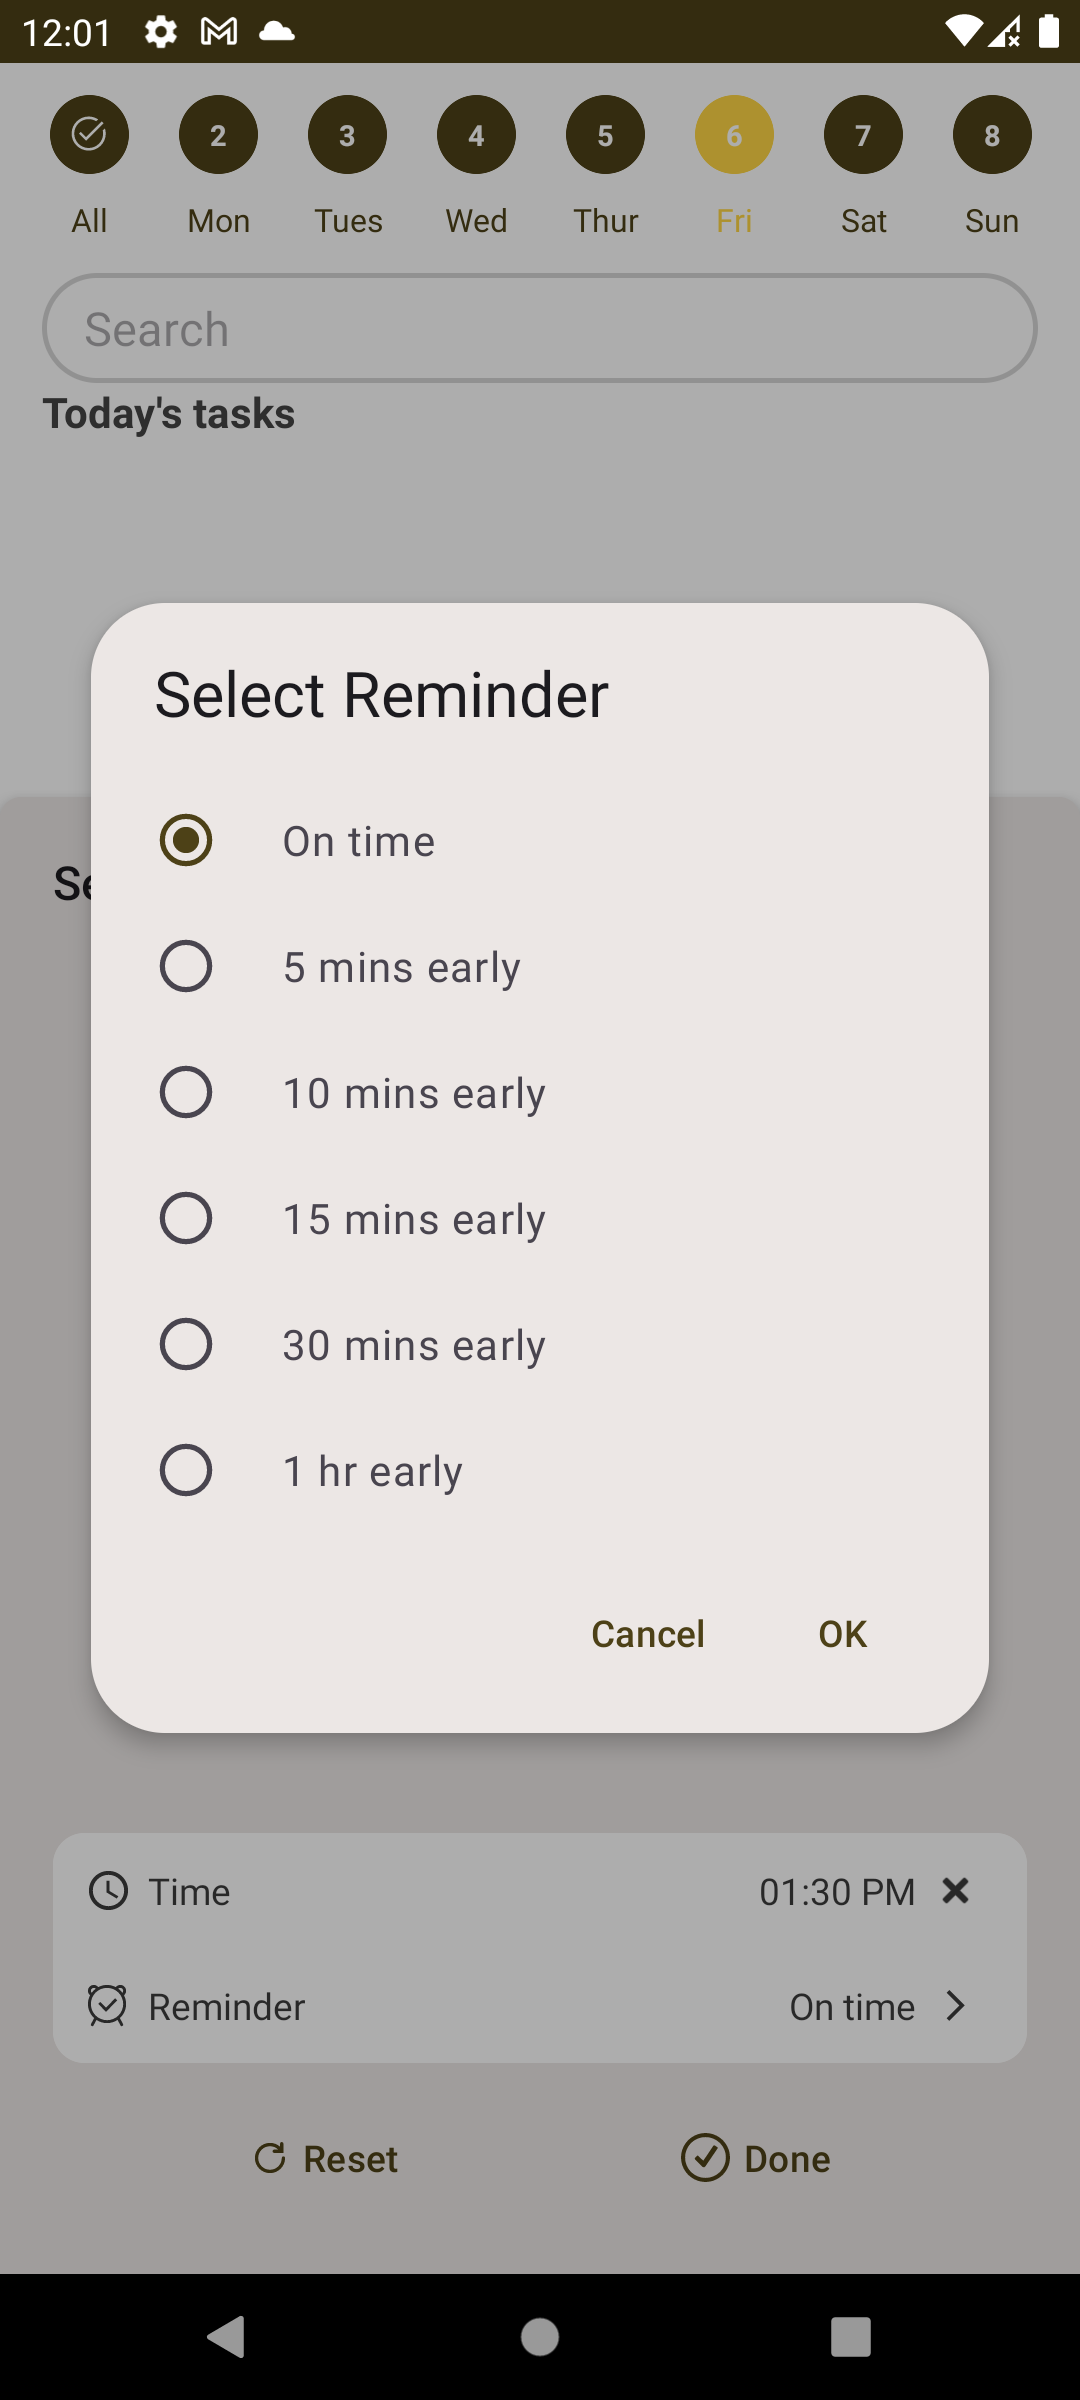 12:01
2 3 4 5 6 7 8
All Mon Tues Wed Thur Fri Sat Sun
Search
Today's tasks
Select Reminder
On time
Se
5 mins early
10 mins early
15 mins early
30 mins early
1 hr early
Cancel OK
Time 01:30 PM
Reminder On time
Reset Done